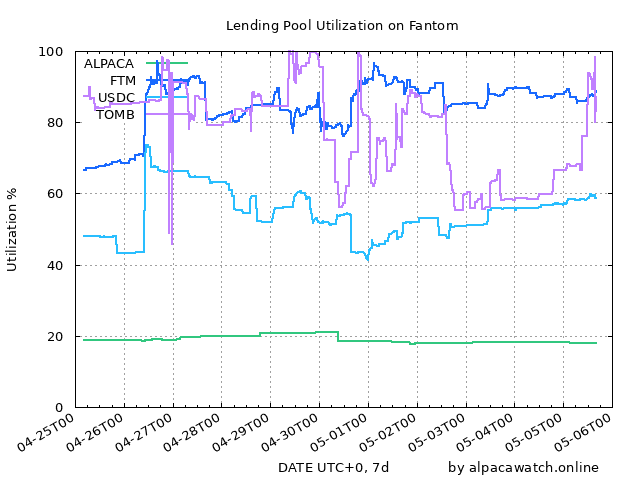 Lending Pool Utilization on Fantom
100
80
60
40
20
0
Utilization %
ALPACA
FTM
USDC
TOMB
04-25T00
04-26T00
04-27T00
04-28T00
04-29T00
04-30T00
05-01T00
05-02T00
05-03T00
05-04T00
05-05T00
05-06T00
DATE UTC+0, 7d
by alpacawatch.online